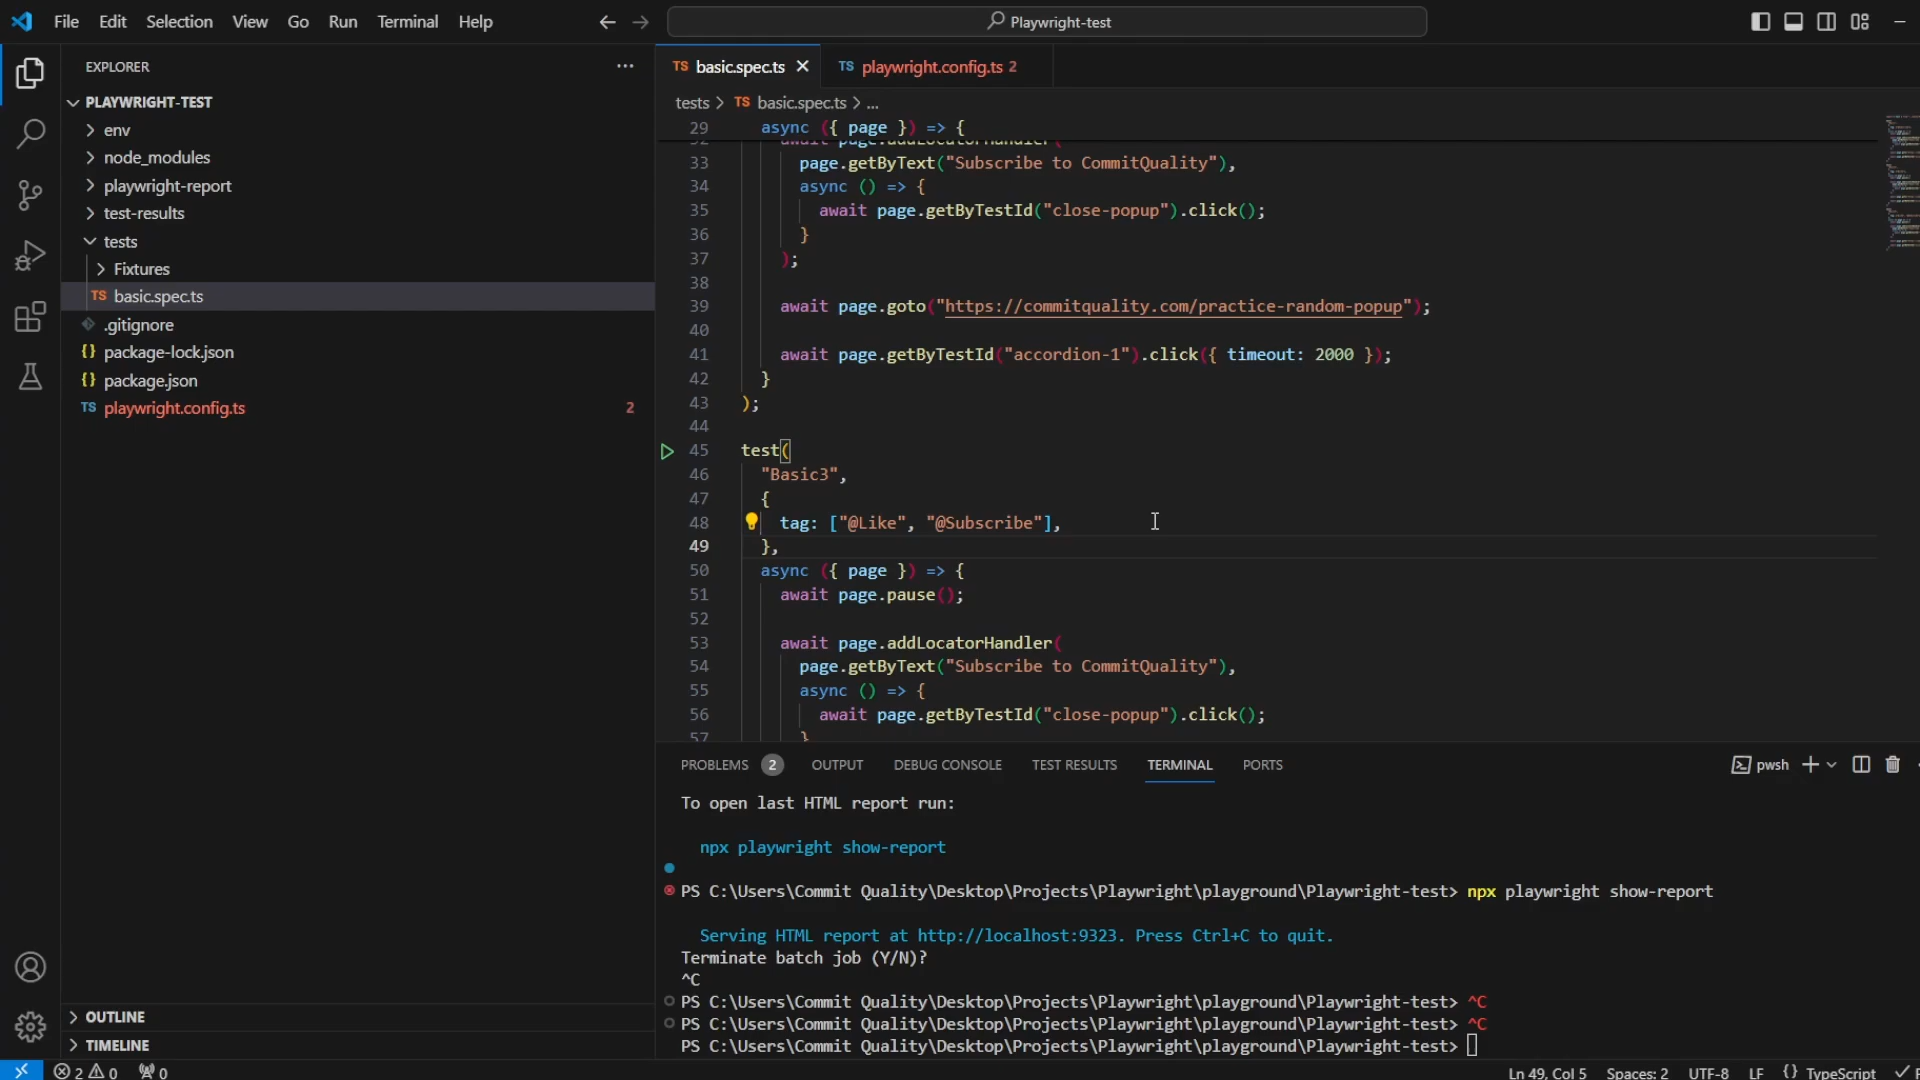 File Edit Selection View Go Run Terminal Help
Playwright-test
EXPLORER
PLAYWRIGHT-TEST
env
node_modules
playwright-report
test-results
tests
Fixtures
TS basic.spec.ts
.gitignore
{} package-lock.json
{} package.json
TS playwright.config.ts 2
OUTLINE
TIMELINE
TS basic.spec.ts
TS playwright.config.ts 2
tests > TS basic.spec.ts > ...
29 async ({ page }) => {
32 await page.addLocatorHandler(
33 page.getByText("Subscribe to CommitQuality"),
34 async () => {
35 await page.getByTestId("close-popup").click();
36 }
37 );
38
39 await page.goto("https://commitquality.com/practice-random-popup");
40
41 await page.getByTestId("accordion-1").click({ timeout: 2000 });
42 }
43 );
44
45 test(
46 "Basic3",
47 {
48 tag: ["@Like", "@Subscribe"],
49 },
50 async ({ page }) => {
51 await page.pause();
52
53 await page.addLocatorHandler(
54 page.getByText("Subscribe to CommitQuality"),
55 async () => {
56 await page.getByTestId("close-popup").click();
57 }
PROBLEMS 2 OUTPUT DEBUG CONSOLE TEST RESULTS TERMINAL PORTS
pwsh
To open last HTML report run:
npx playwright show-report
PS C:\Users\Commit Quality\Desktop\Projects\Playwright\playground\Playwright-test> npx playwright show-report
Serving HTML report at http://localhost:9323. Press Ctrl+C to quit.
Terminate batch job (Y/N)?
^C
PS C:\Users\Commit Quality\Desktop\Projects\Playwright\playground\Playwright-test> ^C
PS C:\Users\Commit Quality\Desktop\Projects\Playwright\playground\Playwright-test> ^C
PS C:\Users\Commit Quality\Desktop\Projects\Playwright\playground\Playwright-test>
2 0 0
Ln 49, Col 5 Spaces: 2 UTF-8 LF {} TypeScript